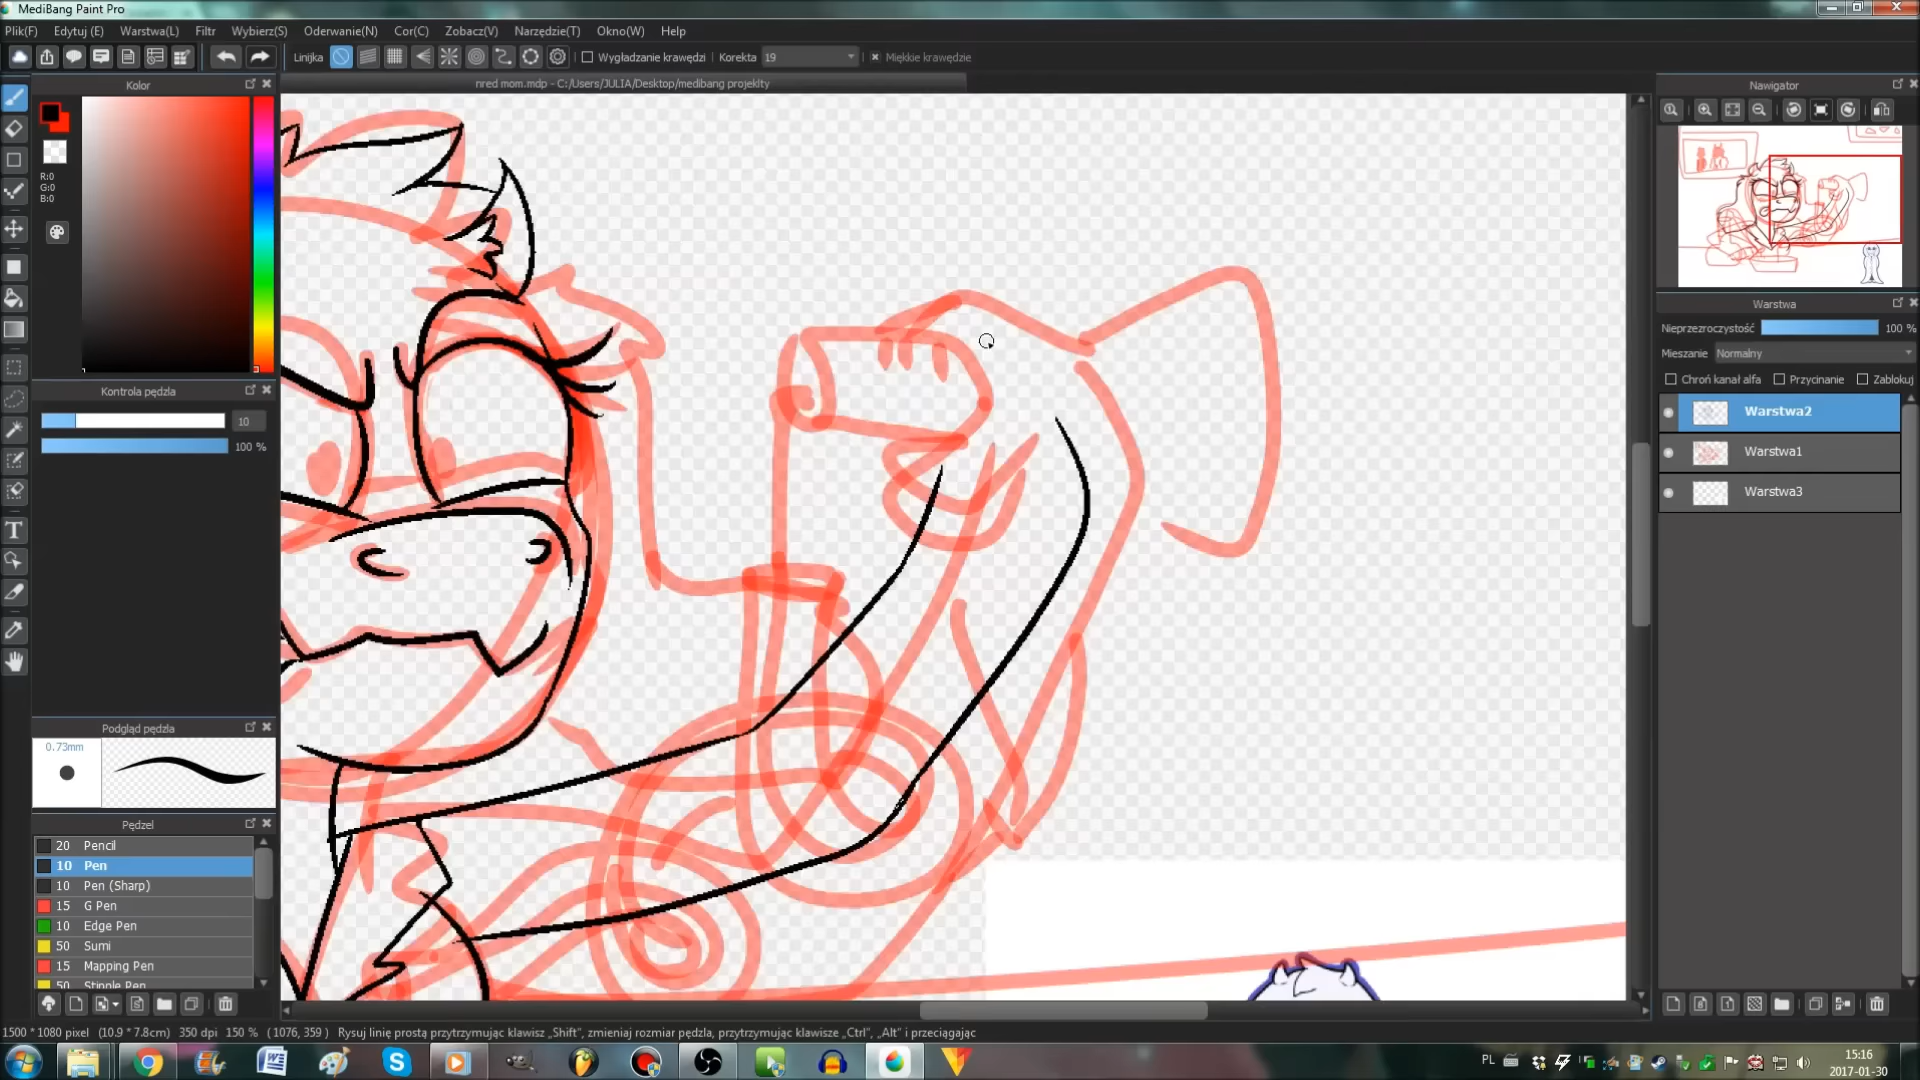 MediBang Paint Pro
Plik(F) Edytuj (E) Warstwa(L) Filtr Wybierz(S) Oderwanie(N) Cor(C) Zobacz(V) Narzędzie(T) Okno(W) Help
Linijka Wygładzanie krawędzi Korekta 19 Miękkie krawędzie
nred mom.mdp - C:/Users/JULIA/Desktop/medibang projeklty
Kolor
R:0
G:0
B:0
Kontrola pędzla
10
100 %
Podgląd pędzla
0.73mm
Pędzel
20 Pencil
10 Pen
10 Pen (Sharp)
15 G Pen
10 Edge Pen
50 Sumi
15 Mapping Pen
50 Stipple Pen
Nawigator
Warstwa
Nieprzezroczystość 100 %
Mieszanie Normalny
Chroń kanał alfa Przycinanie Zablokuj
Warstwa2
Warstwa1
Warstwa3
1500 * 1080 pixel (10.9 * 7.8cm) 350 dpi 150 % (1076, 359) Rysuj linię prostą przytrzymując klawisz „Shift", zmieniaj rozmiar pędzla, przytrzymując klawisze „Ctrl", „Alt" i przeciągając
PL
15:16
2017-01-30